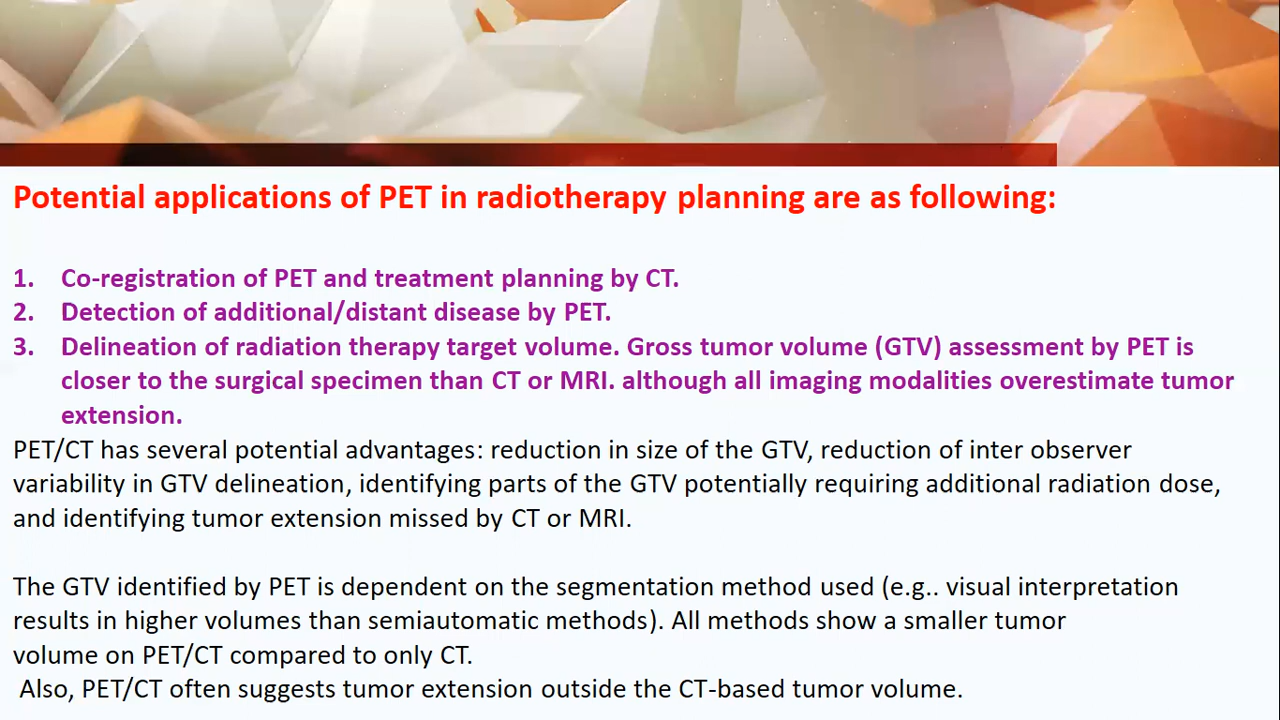 Potential applications of PET in radiotherapy planning are as following:
1. Co-registration of PET and treatment planning by CT.
2. Detection of additional/distant disease by PET.
3. Delineation of radiation therapy target volume. Gross tumor volume (GTV) assessment by PET is
closer to the surgical specimen than CT or MRI. although all imaging modalities overestimate tumor
extension.
PET/CT has several potential advantages: reduction in size of the GTV, reduction of inter observer
variability in GTV delineation, identifying parts of the GTV potentially requiring additional radiation dose,
and identifying tumor extension missed by CT or MRI.
The GTV identified by PET is dependent on the segmentation method used (e.g.. visual interpretation
results in higher volumes than semiautomatic methods). All methods show a smaller tumor
volume on PET/CT compared to only CT.
Also, PET/CT often suggests tumor extension outside the CT-based tumor volume.